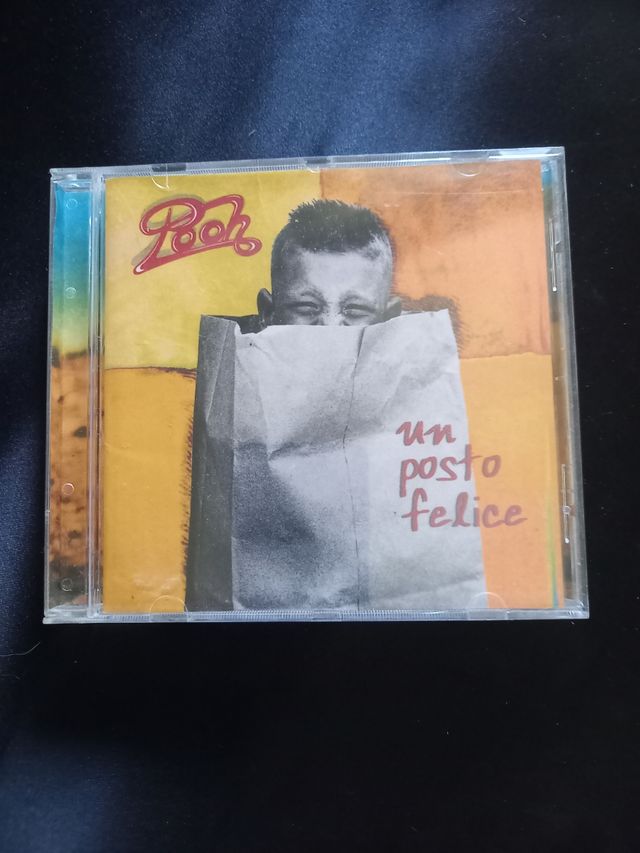 Pooh
un
posto
felice